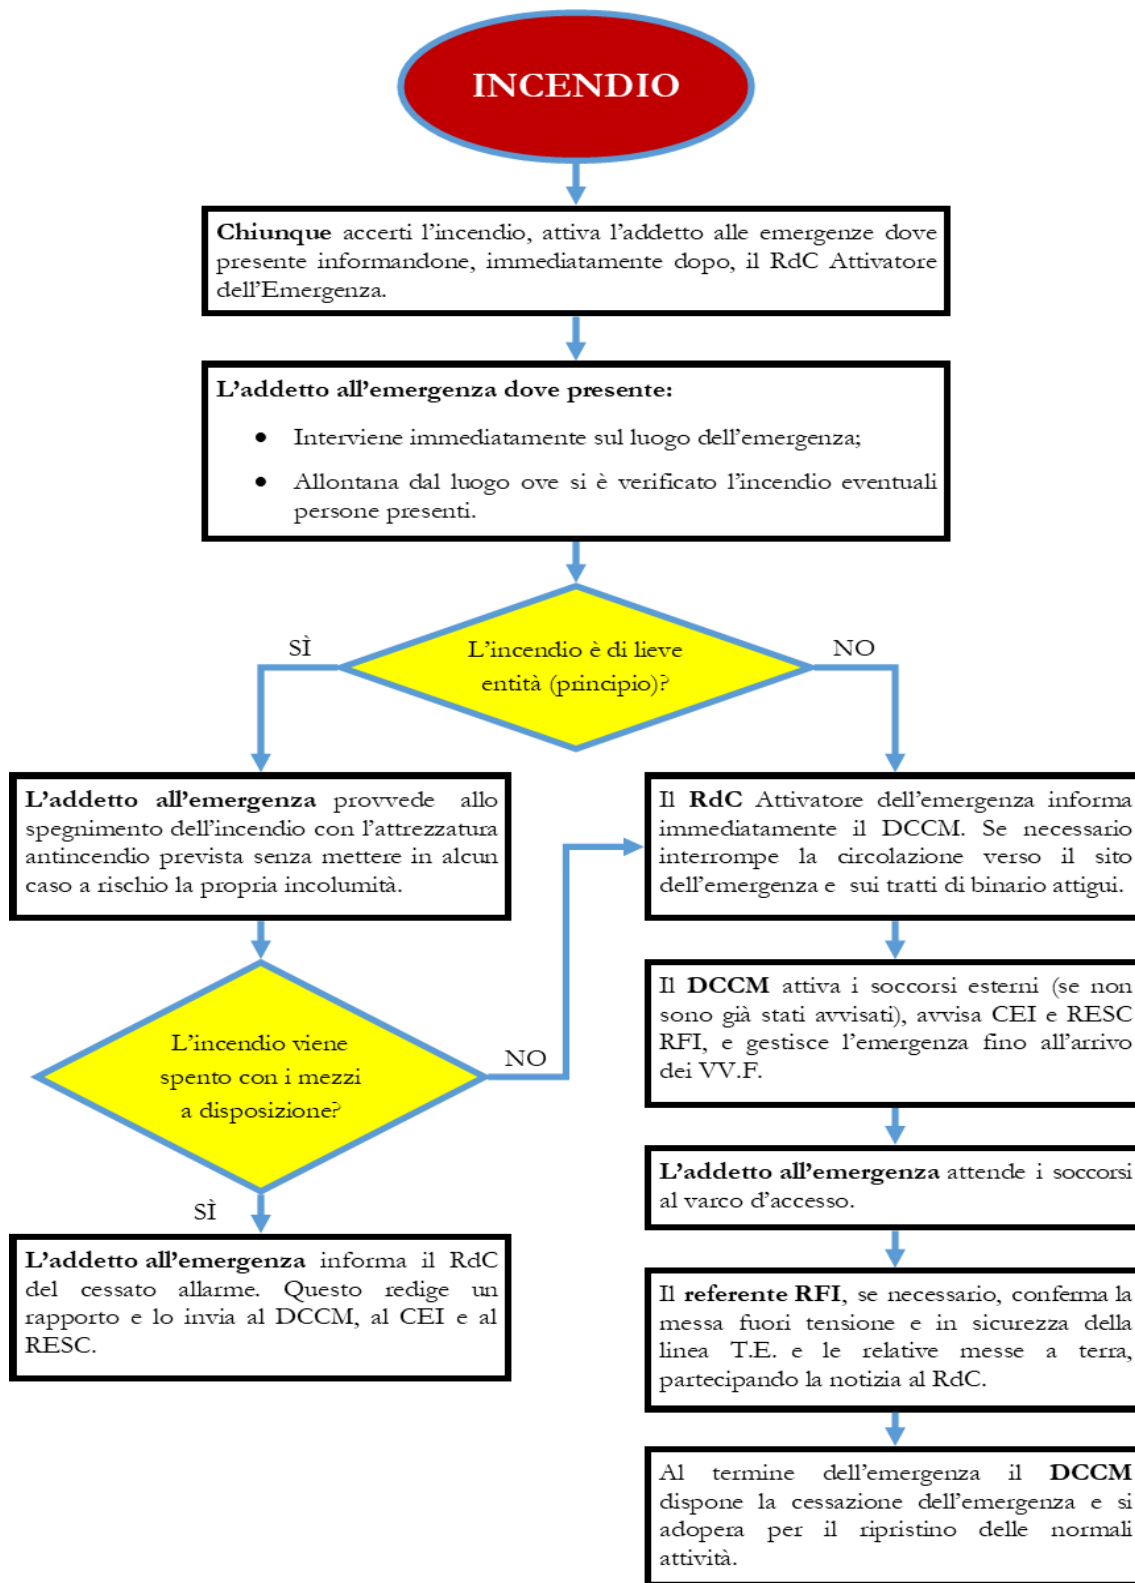 INCENDIO
Chiunque accerti l'incendio, attiva l'addetto alle emergenze dove
presente informandone, immediatamente dopo, il RdC Attivatore
dell'Emergenza.
L'addetto all'emergenza dove presente:
• Interviene immediatamente sul luogo dell'emergenza;
• Allontana dal luogo ove si è verificato l'incendio eventuali
persone presenti.
L'incendio è di lieve
entità (principio)?
SÌ
NO
L'addetto all'emergenza provvede allo
spegnimento dell'incendio con l'attrezzatura
antincendio prevista senza mettere in alcun
caso a rischio la propria incolumità.
L'incendio viene
spento con i mezzi
a disposizione?
NO
SÌ
L'addetto all'emergenza informa il RdC
del cessato allarme. Questo redige un
rapporto e lo invia al DCCM, al CEI e al
RESC.
Il RdC Attivatore dell'emergenza informa
immediatamente il DCCM. Se necessario
interrompe la circolazione verso il sito
dell'emergenza e sui tratti di binario attigui.
Il DCCM attiva i soccorsi esterni (se non
sono già stati avvisati), avvisa CEI e RESC
RFI, e gestisce l'emergenza fino all'arrivo
dei VV.F.
L'addetto all'emergenza attende i soccorsi
al varco d'accesso.
Il referente RFI, se necessario, conferma la
messa fuori tensione e in sicurezza della
linea T.E. e le relative messe a terra,
partecipando la notizia al RdC.
Al termine dell'emergenza il DCCM
dispone la cessazione dell'emergenza e si
adopera per il ripristino delle normali
attività.